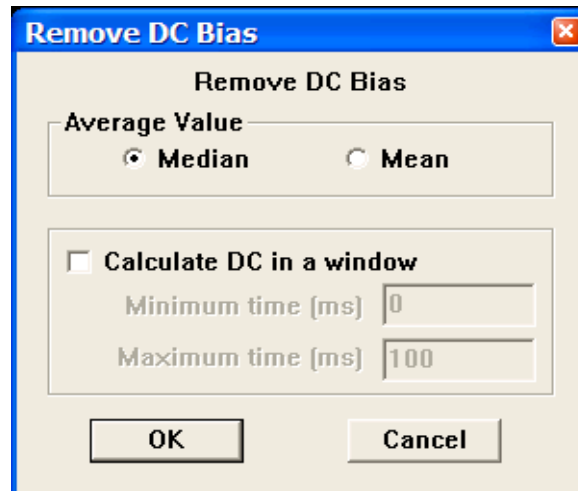 Remove DC Bias
Remove DC Bias
Average Value
Median Mean
Calculate DC in a window
Minimum time (ms) 0
Maximum time (ms) 100
OK Cancel